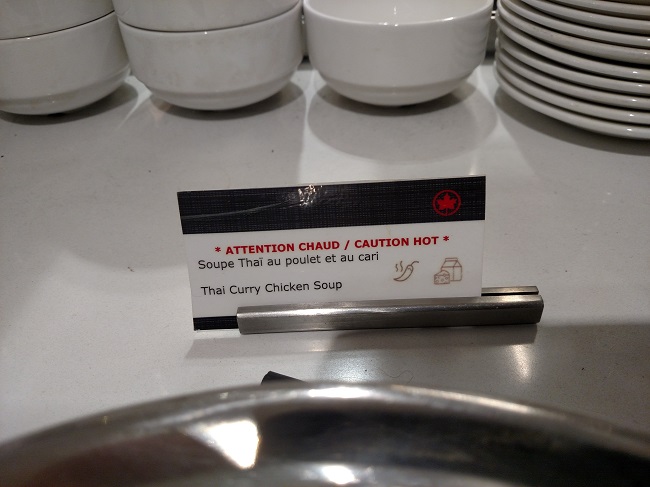 * ATTENTION CHAUD / CAUTION HOT *
Soupe Thaï au poulet et au cari
Thai Curry Chicken Soup